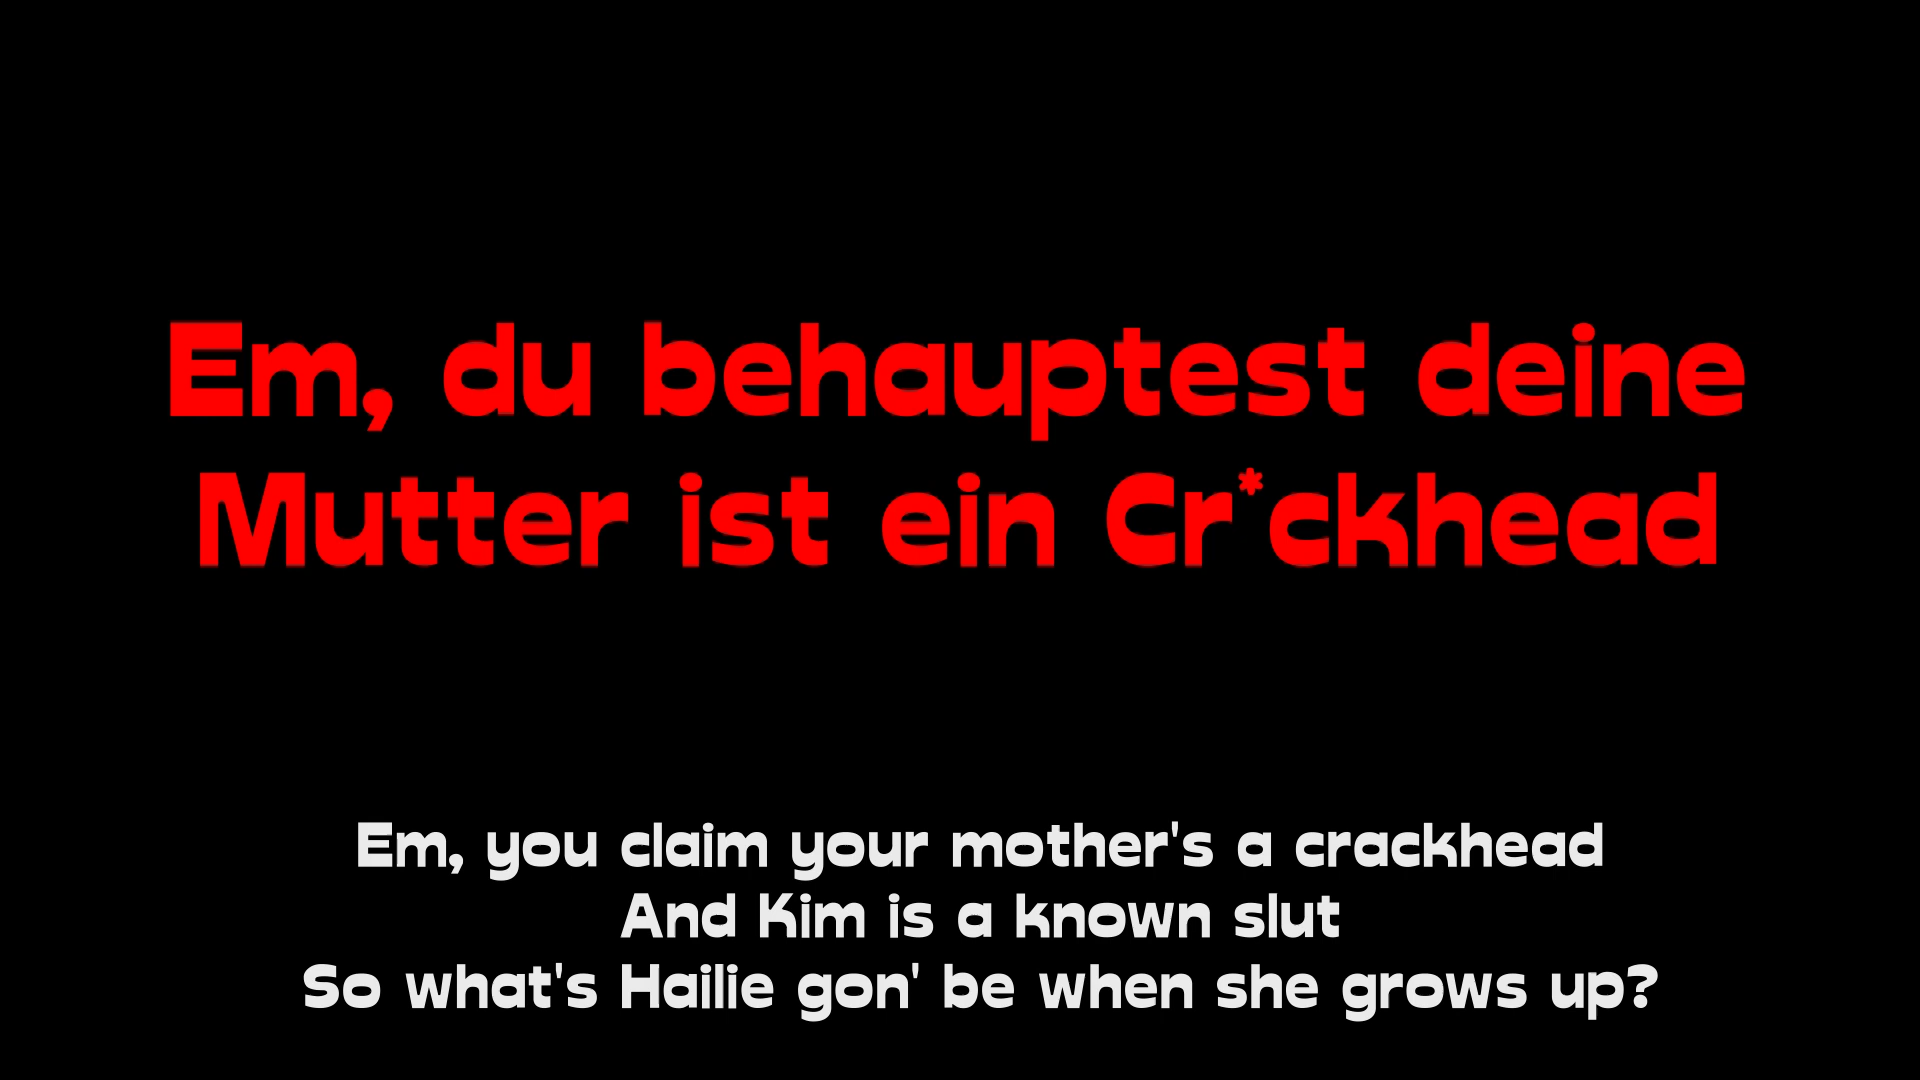 Em, du behauptest deine
Mutter ist ein Cr*ckhead
Em, you claim your mother's a crackhead
And Kim is a known slut
So what's Hailie gon' be when she grows up?